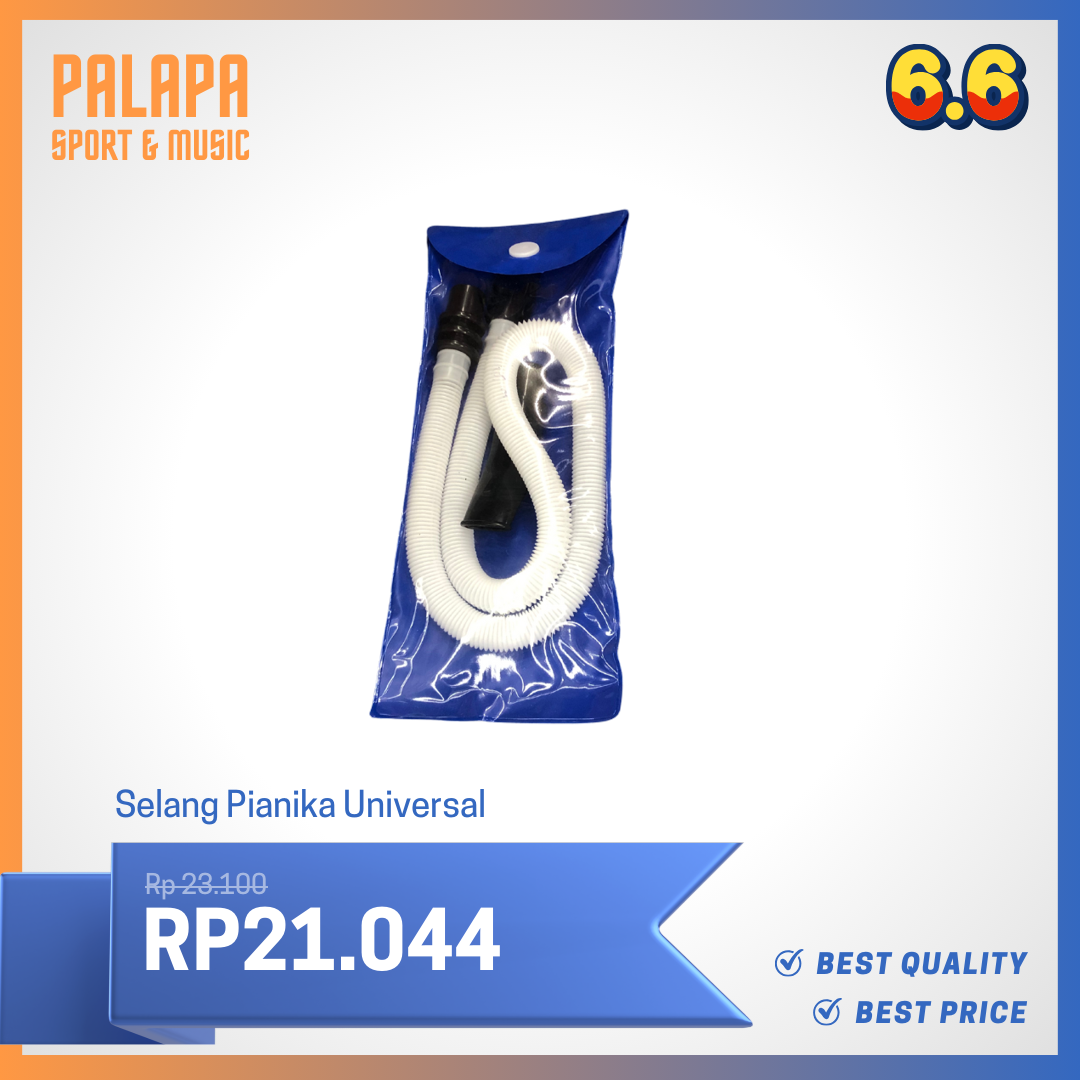 PALAPA
SPORT & MUSIC
6.6
Selang Pianika Universal
Rp 23.100
RP21.044
BEST QUALITY
BEST PRICE